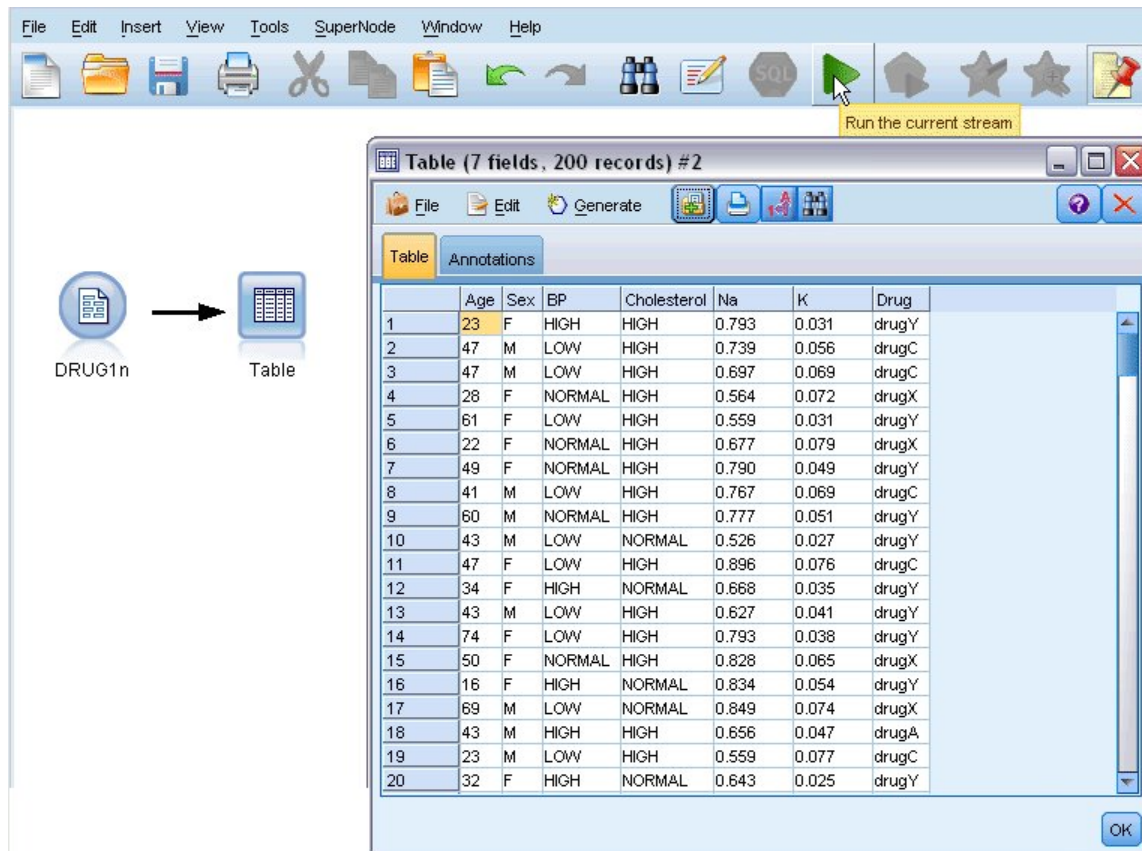 File Edit Insert View Tools SuperNode Window Help
SQL
Run the current stream
Table (7 fields, 200 records) #2
File Edit Generate
Table Annotations
Age Sex BP Cholesterol Na K Drug
1 23 F HIGH HIGH 0.793 0.031 drugY
2 47 M LOW HIGH 0.739 0.056 drugC
3 47 M LOW HIGH 0.697 0.069 drugC
4 28 F NORMAL HIGH 0.564 0.072 drugX
5 61 F LOW HIGH 0.559 0.031 drugY
6 22 F NORMAL HIGH 0.677 0.079 drugX
7 49 F NORMAL HIGH 0.790 0.049 drugY
8 41 M LOW HIGH 0.767 0.069 drugC
9 60 M NORMAL HIGH 0.777 0.051 drugY
10 43 M LOW NORMAL 0.526 0.027 drugY
11 47 F LOW HIGH 0.896 0.076 drugC
12 34 F HIGH NORMAL 0.668 0.035 drugY
13 43 M LOW HIGH 0.627 0.041 drugY
14 74 F LOW HIGH 0.793 0.038 drugY
15 50 F NORMAL HIGH 0.828 0.065 drugX
16 16 F HIGH NORMAL 0.834 0.054 drugY
17 69 M LOW NORMAL 0.849 0.074 drugX
18 43 M HIGH HIGH 0.656 0.047 drugA
19 23 M LOW HIGH 0.559 0.077 drugC
20 32 F HIGH NORMAL 0.643 0.025 drugY
DRUG1n Table
OK